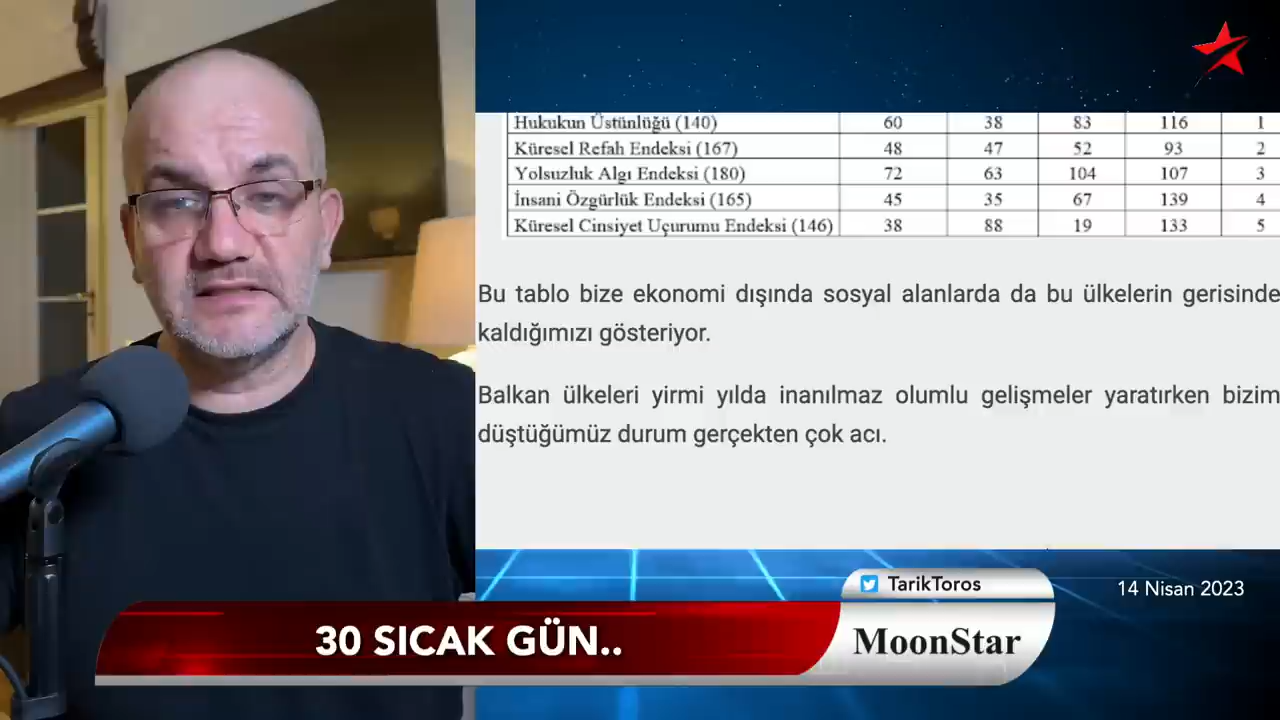 Hukukun Üstünlüğü (140) 60 38 83 116 1
Küresel Refah Endeksi (167) 48 47 52 93 2
Yolsuzluk Algı Endeksi (180) 72 63 104 107 3
İnsani Özgürlük Endeksi (165) 45 35 67 139 4
Küresel Cinsiyet Uçurumu Endeksi (146) 38 88 19 133 5
Bu tablo bize ekonomi dışında sosyal alanlarda da bu ülkelerin gerisinde
kaldığımızı gösteriyor.
Balkan ülkeleri yirmi yılda inanılmaz olumlu gelişmeler yaratırken bizim
düştüğümüz durum gerçekten çok acı.
TarikToros
14 Nisan 2023
30 SICAK GÜN..
MoonStar